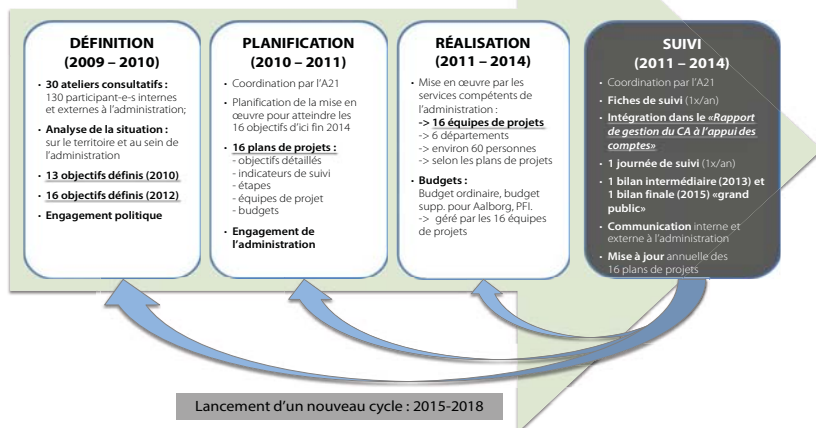 DÉFINITION
(2009 – 2010)
• 30 ateliers consultatifs :
130 participant-e-s internes
et externes à l'administration;
• Analyse de la situation :
sur le territoire et au sein de
l'administration
• 13 objectifs définis (2010)
• 16 objectifs définis (2012)
• Engagement politique
PLANIFICATION
(2010 – 2011)
• Coordination par l'A21
• Planification de la mise en
œuvre pour atteindre les
16 objectifs d'ici fin 2014
• 16 plans de projets :
- objectifs détaillés
- indicateurs de suivi
- étapes
- équipes de projet
- budgets
• Engagement de
l'administration
RÉALISATION
(2011 – 2014)
• Mise en œuvre par les
services compétents de
l'administration :
-> 16 équipes de projets
-> 6 départements
-> environ 60 personnes
-> selon les plans de projets
• Budgets :
Budget ordinaire, budget
supp. pour Aalborg, PFI.
-> géré par les 16 équipes
de projets
SUIVI
(2011 – 2014)
• Coordination par l'A21
• Fiches de suivi (1x/an)
• Intégration dans le «Rapport
de gestion du CA à l'appui des
comptes»
• 1 journée de suivi (1x/an)
• 1 bilan intermédiaire (2013) et
1 bilan finale (2015) «grand
public»
• Communication interne et
externe à l'administration
• Mise à jour annuelle des
16 plans de projets
Lancement d'un nouveau cycle : 2015-2018